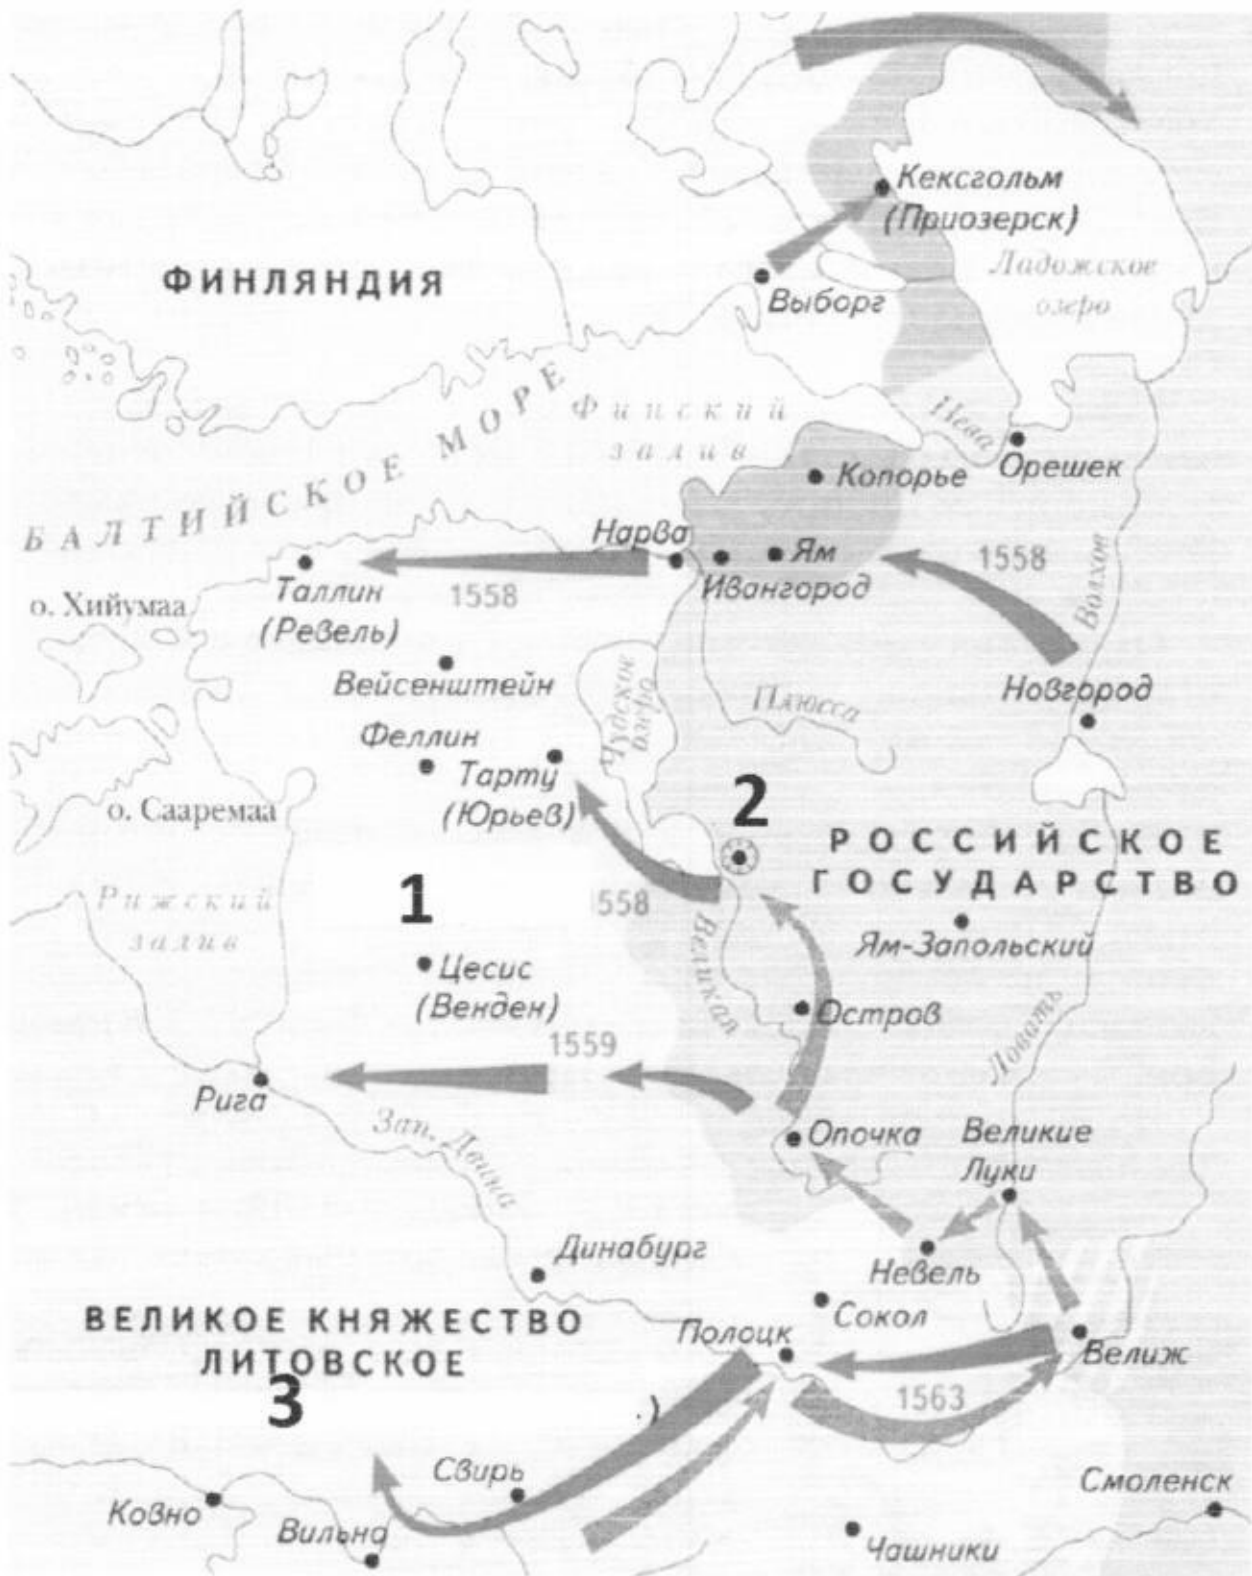 Кексгольм
(Приозерск)
Ладожское
озеро
ФИНЛЯНДИЯ
Выборг
БАЛТИЙСКОЕ МОРЕ
Финский
залив
Нева
Орешек
Копорье
Нарва
Ям
Ивангород
1558
Волхов
Таллин
(Ревель)
1558
о. Хийумаа
Вейсенштейн
Чудское
озеро
Плюсса
Новгород
Феллин
Тарту
(Юрьев)
о. Сааремаа
2
РОССИЙСКОЕ
ГОСУДАРСТВО
1
558
Рижский
залив
Великая
Ям-Запольский
Цесис
(Венден)
Остров
Ловать
1559
Рига
Зап. Двина
Опочка
Великие
Луки
Динабург
Невель
Сокол
ВЕЛИКОЕ КНЯЖЕСТВО
ЛИТОВСКОЕ
3
Полоцк
Велиж
1563
.)
Свирь
Смоленск
Ковно
Вильна
Чашники